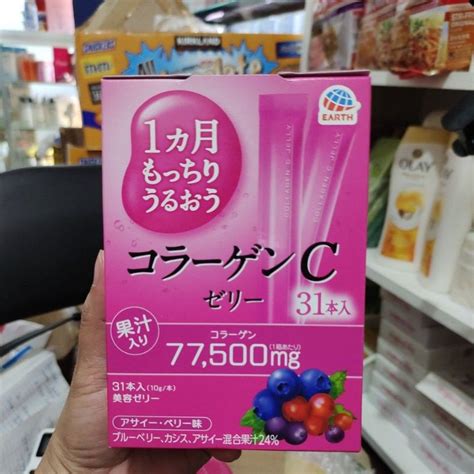 KIRKLAND
EARTH
1ヵ月
もっちり
うるおう
COLLAGEN C JELLY
COLLAGEN C JELLY
コラーゲンC
ゼリー
31本入
果汁
入り
コラーゲン
(1箱あたり)
77,500mg
31本入(10g/本)
美容ゼリー
アサイー・ベリー味
ブルーベリー、カシス、アサイー混合果汁24%
OLAY